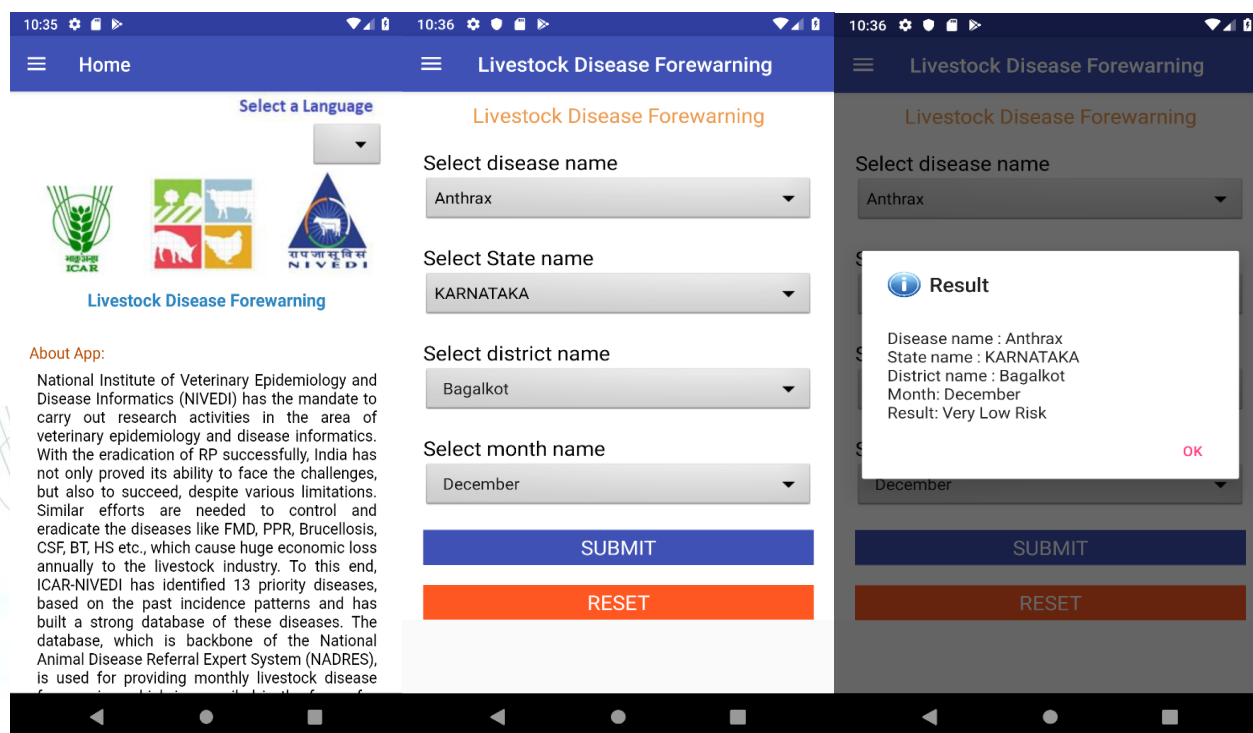 10:35
Home
Select a Language
भाकृअनुप
ICAR
रा प जा सू वि सं
NIVEDI
Livestock Disease Forewarning
About App:
National Institute of Veterinary Epidemiology and
Disease Informatics (NIVEDI) has the mandate to
carry out research activities in the area of
veterinary epidemiology and disease informatics.
With the eradication of RP successfully, India has
not only proved its ability to face the challenges,
but also to succeed, despite various limitations.
Similar efforts are needed to control and
eradicate the diseases like FMD, PPR, Brucellosis,
CSF, BT, HS etc., which cause huge economic loss
annually to the livestock industry. To this end,
ICAR-NIVEDI has identified 13 priority diseases,
based on the past incidence patterns and has
built a strong database of these diseases. The
database, which is backbone of the National
Animal Disease Referral Expert System (NADRES),
is used for providing monthly livestock disease
10:36
Livestock Disease Forewarning
Livestock Disease Forewarning
Select disease name
Anthrax
Select State name
KARNATAKA
Select district name
Bagalkot
Select month name
December
SUBMIT
RESET
10:36
Livestock Disease Forewarning
Livestock Disease Forewarning
Select disease name
Anthrax
Result
Disease name : Anthrax
State name : KARNATAKA
District name : Bagalkot
Month: December
Result: Very Low Risk
OK
December
SUBMIT
RESET